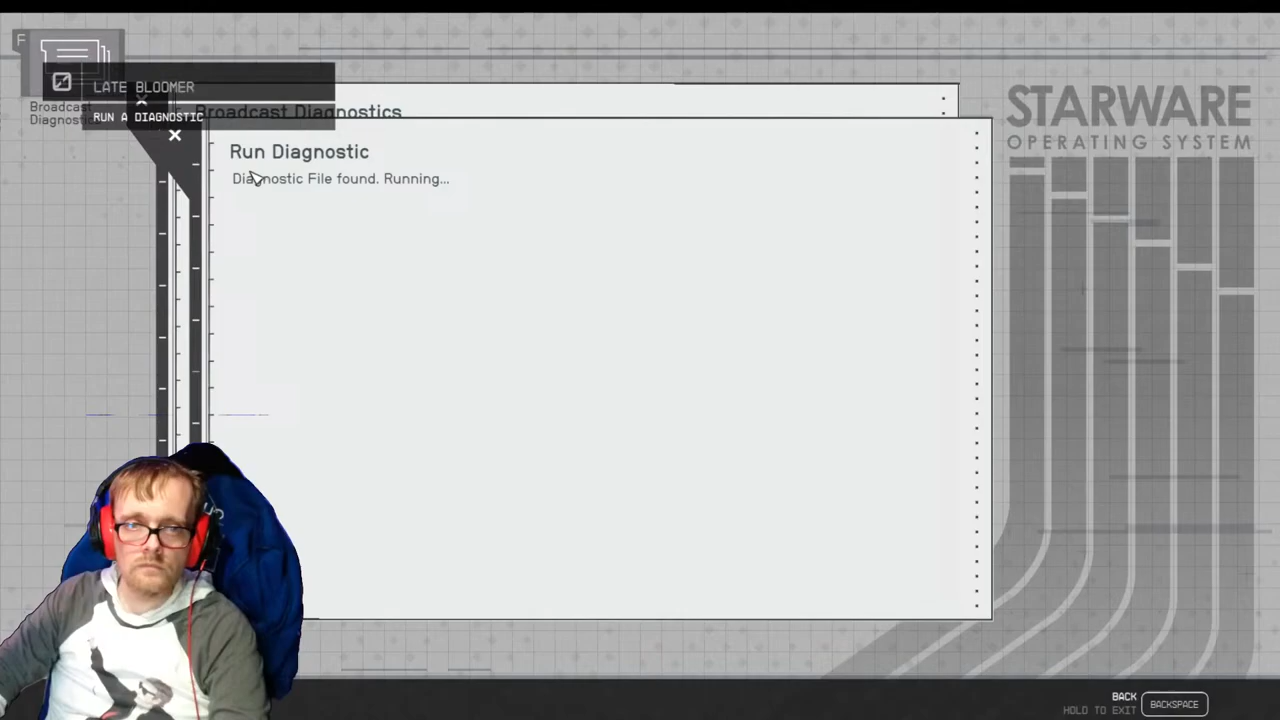 F
LATE BLOOMER
Broadcast
Diagnost
RUN A DIAGNOSTIC
Broadcast Diagnostics
STARWARE
OPERATING SYSTEM
Run Diagnostic
Diagnostic File found. Running...
BACK
HOLD TO EXIT
BACKSPACE